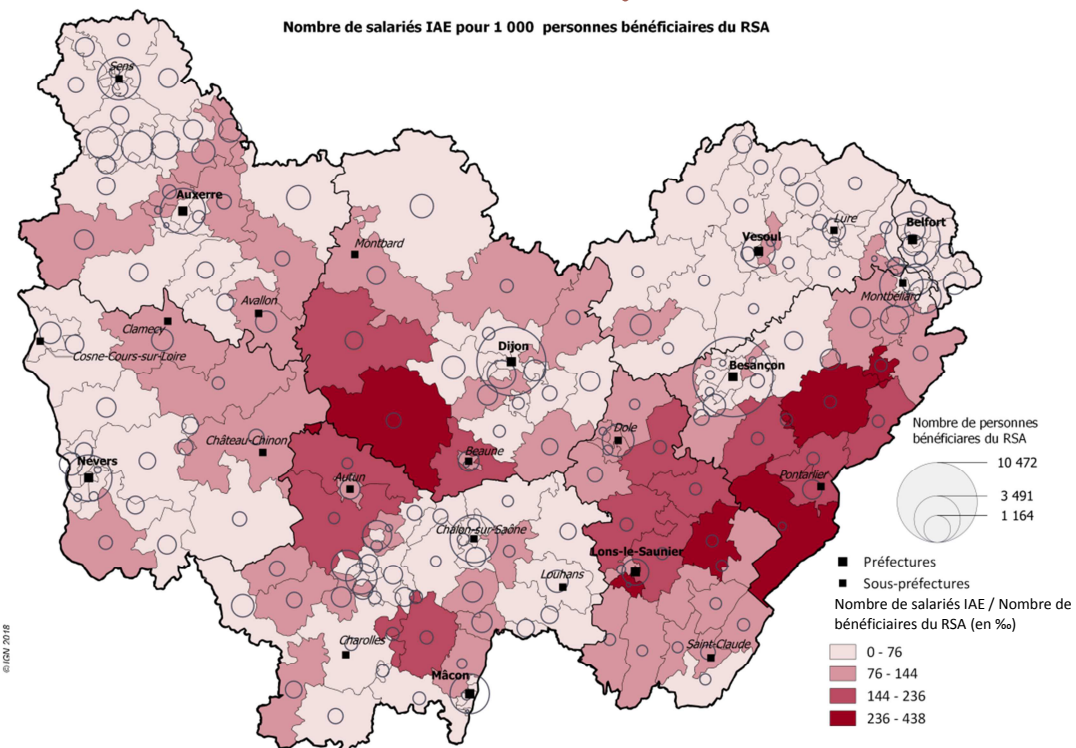 Nombre de salariés IAE pour 1 000 personnes bénéficiaires du RSA
Sens
Auxerre
Montbard
Vesoul
Lure
Belfort
Montbéliard
Avallon
Clamecy
Cosne-Cours-sur-Loire
Dijon
Besançon
Château-Chinon
Nevers
Dole
Beaune
Autun
Pontarlier
Chalon-sur-Saône
Lons-le-Saunier
Louhans
Charolles
Saint-Claude
Mâcon
Nombre de personnes
bénéficiaires du RSA
10 472
3 491
1 164
Préfectures
Sous-préfectures
Nombre de salariés IAE / Nombre de
bénéficiaires du RSA (en ‰)
0 - 76
76 - 144
144 - 236
236 - 438
©IGN 2018